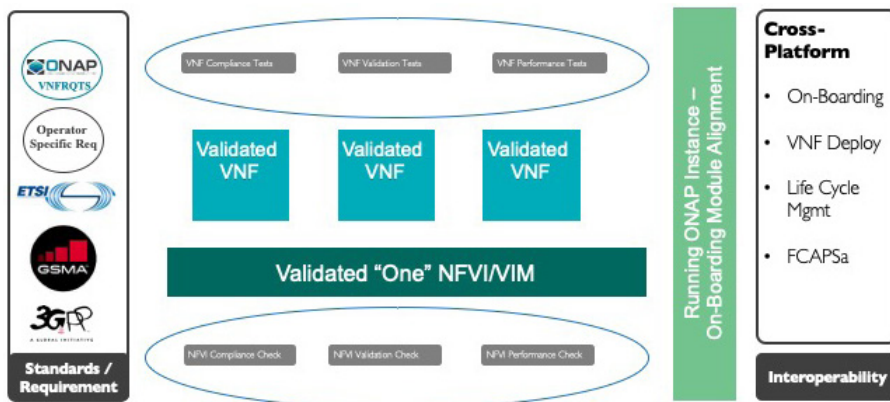 ONAP
VNFRQTS
Operator
Specific Req
ETSI
GSMA
3GPP
A GLOBAL INITIATIVE
Standards /
Requirement
VNF Compliance Tests
VNF Validation Tests
VNF Performance Tests
Validated
VNF
Validated
VNF
Validated
VNF
Validated “One” NFVI/VIM
NFVI Compliance Check
NFVI Validation Check
NFVI Performance Check
Running ONAP Instance –
On-Boarding Module Alignment
Cross-
Platform
• On-Boarding
• VNF Deploy
• Life Cycle
Mgmt
• FCAPSa
Interoperability